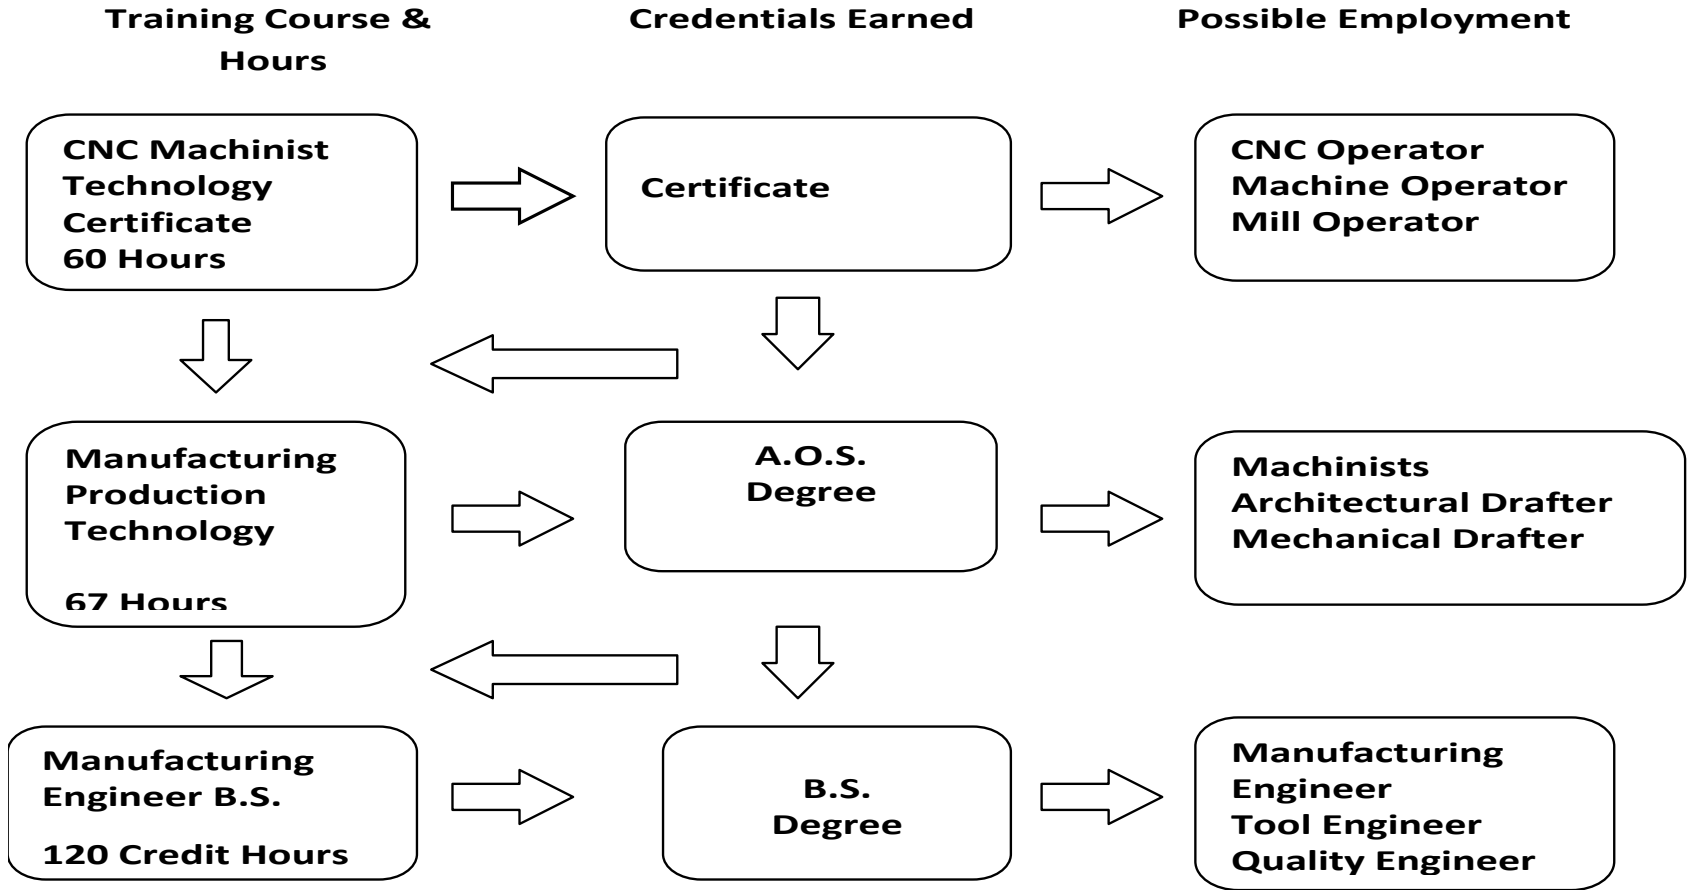 Training Course &
Hours
Credentials Earned
Possible Employment
CNC Machinist
Technology
Certificate
60 Hours
Certificate
CNC Operator
Machine Operator
Mill Operator
Manufacturing
Production
Technology
67 Hours
A.O.S.
Degree
Machinists
Architectural Drafter
Mechanical Drafter
Manufacturing
Engineer B.S.
120 Credit Hours
B.S.
Degree
Manufacturing
Engineer
Tool Engineer
Quality Engineer